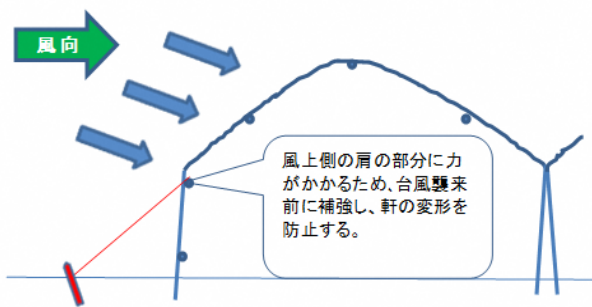 風向
風上側の肩の部分に力
がかかるため、台風襲来
前に補強し、軒の変形を
防止する。